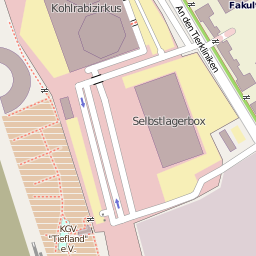 Kohlrabizirkus
Fakul
An den Tierkliniken
Selbstlagerbox
KGV
"Tiefland"
e.V.